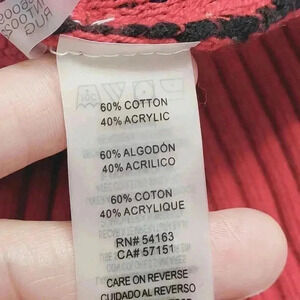 60% COTTON
40% ACRYLIC
60% ALGODÓN
40% ACRILICO
60% COTON
40% ACRYLIQUE
RN# 54163
CA# 57151
CARE ON REVERSE
CUIDADO AL REVERSO